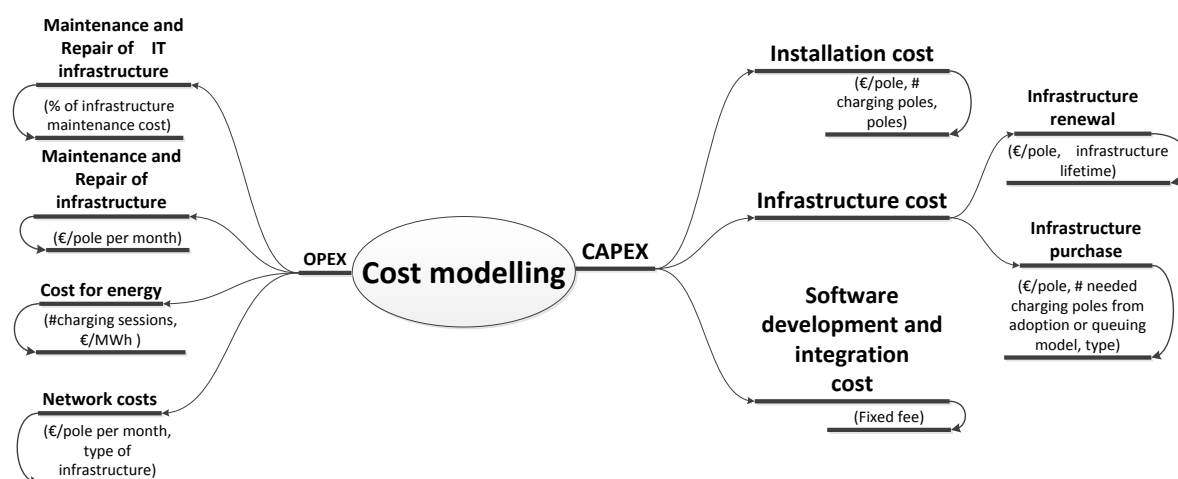 Maintenance and
Repair of IT
infrastructure
(% of infrastructure
maintenance cost)
Maintenance and
Repair of
infrastructure
(€/pole per month)
Cost for energy
(#charging sessions,
€/MWh )
Network costs
(€/pole per month,
type of
infrastructure)
OPEX
Cost modelling
CAPEX
Installation cost
(€/pole, #
charging poles,
poles)
Infrastructure cost
Infrastructure
renewal
(€/pole, infrastructure
lifetime)
Infrastructure
purchase
(€/pole, # needed
charging poles from
adoption or queuing
model, type)
Software
development and
integration
cost
(Fixed fee)